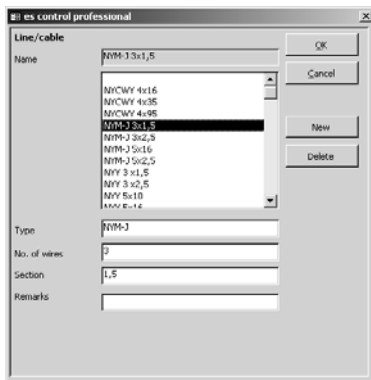 es control professional
Line/cable
Name
NYM-J 3x1,5
OK
Cancel
New
Delete
NYCWY 4x16
NYCWY 4x35
NYCWY 4x95
NYM-J 3x1,5
NYM-J 3x2,5
NYM-J 5x16
NYM-J 5x2,5
NYY 3 x1,5
NYY 3 x2,5
NYY 5x10
NYY 5x16
Type
NYM-J
No. of wires
3
Section
1,5
Remarks